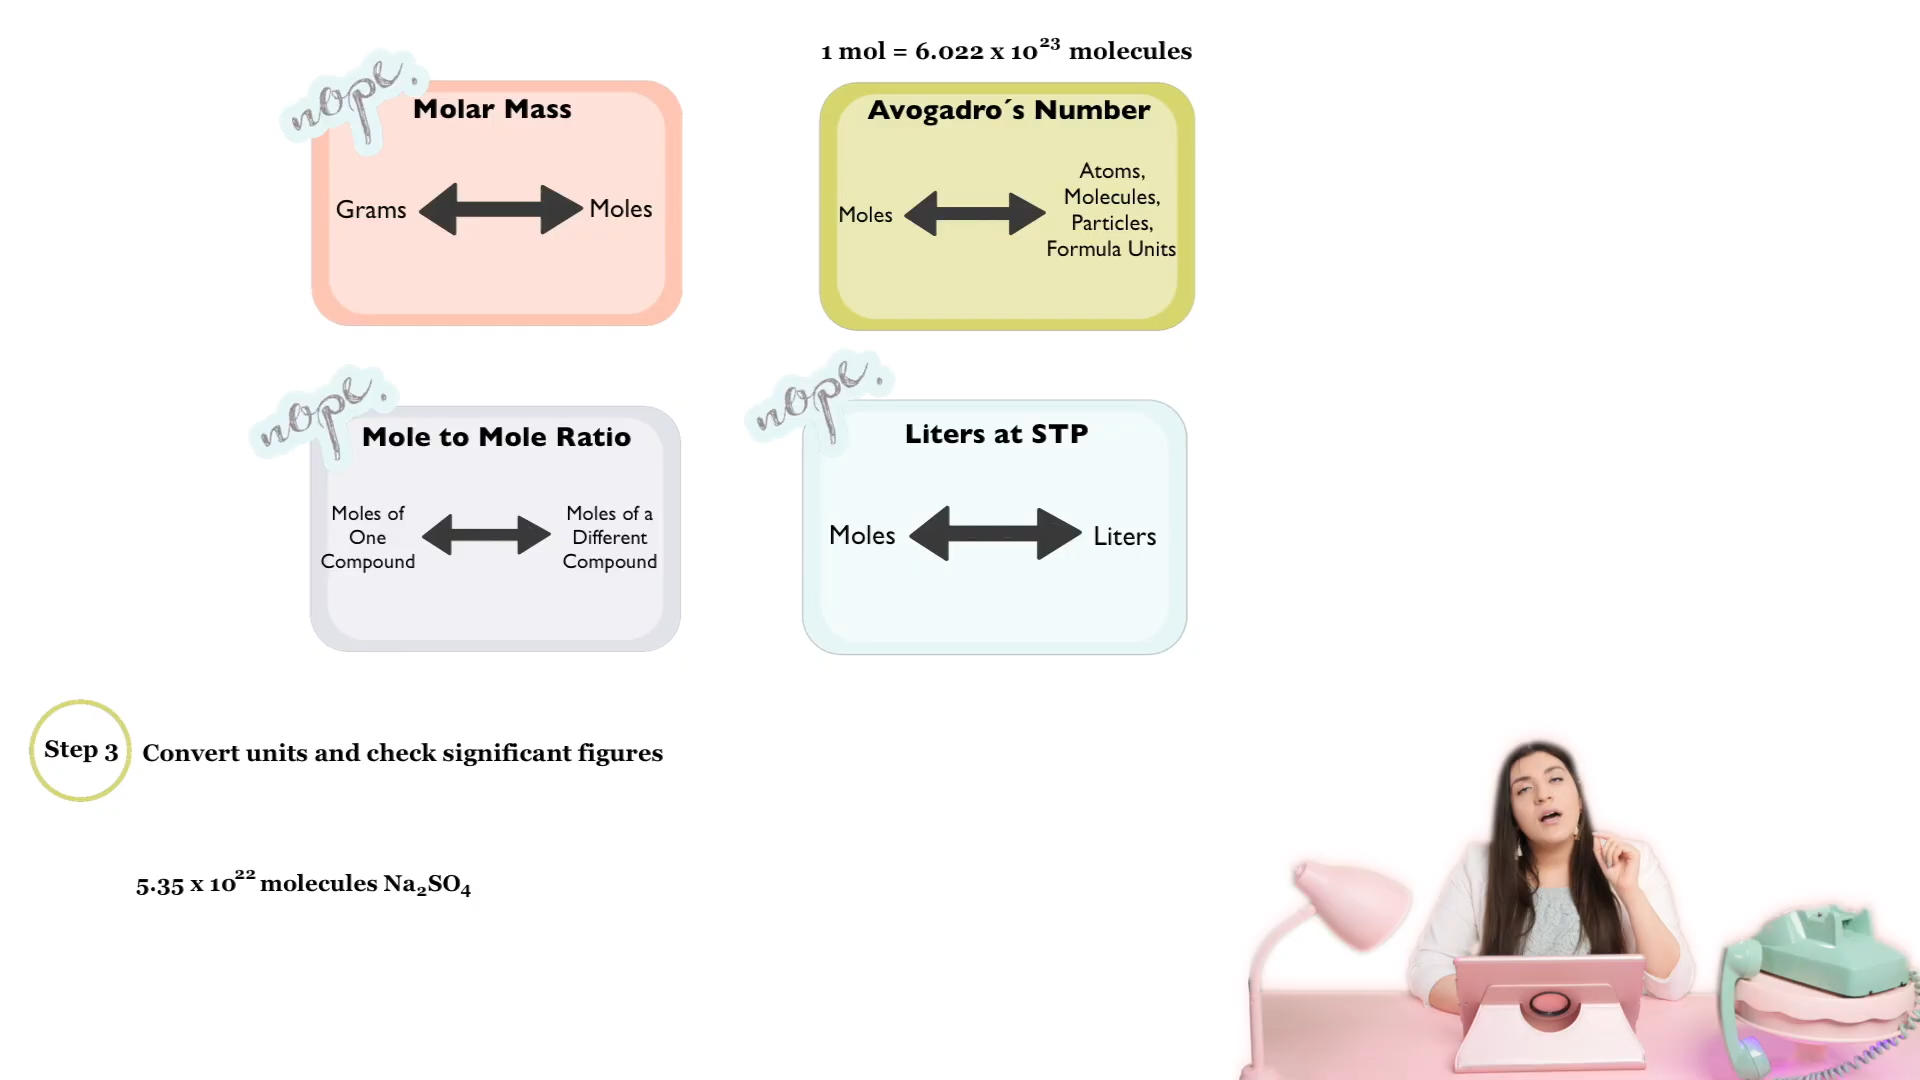 1 mol = 6.022 x 10²³ molecules
nope.
Molar Mass
Grams
Moles
Avogadro´s Number
Moles
Atoms,
Molecules,
Particles,
Formula Units
nope.
Mole to Mole Ratio
Moles of
One
Compound
Moles of a
Different
Compound
nope.
Liters at STP
Moles
Liters
Step 3
Convert units and check significant figures
5.35 x 10²² molecules Na₂SO₄